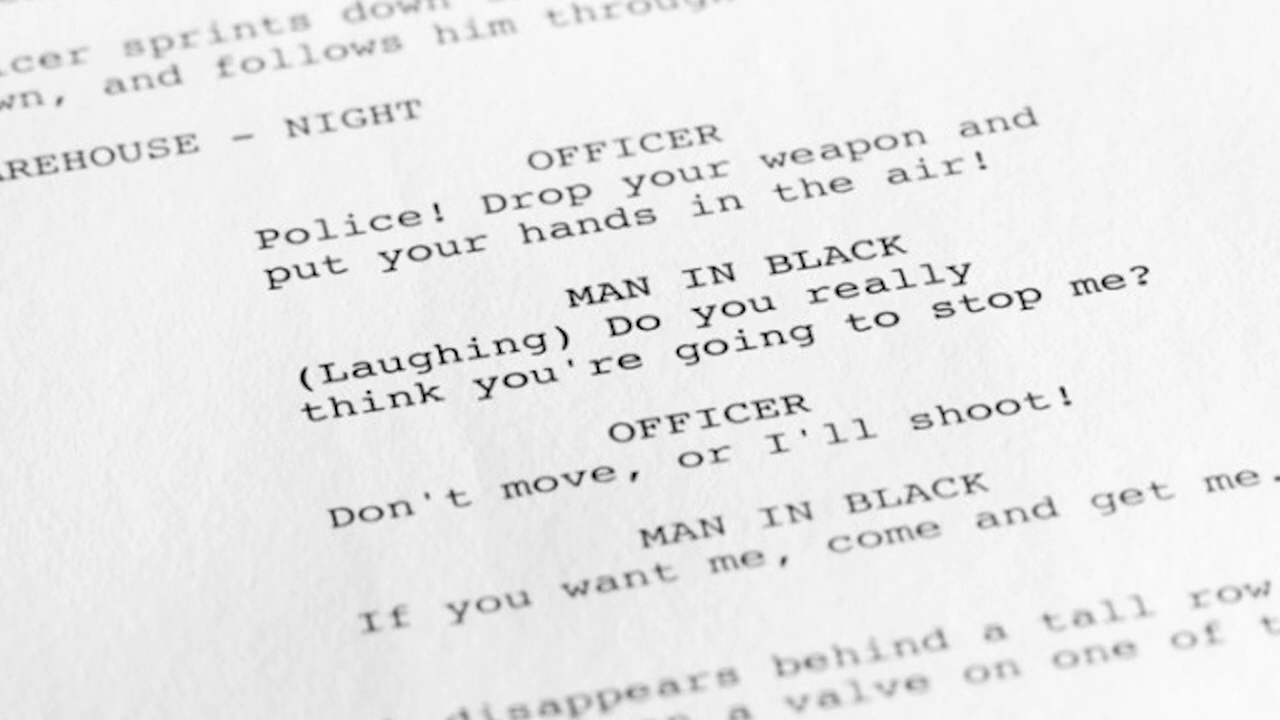 icer sprints down
wn, and follows him through
AREHOUSE - NIGHT
OFFICER
Police! Drop your weapon and
put your hands in the air!
MAN IN BLACK
(Laughing) Do you really
think you're going to stop me?
OFFICER
Don't move, or I'll shoot!
MAN IN BLACK
If you want me, come and get me.
disappears behind a tall row
a valve on one of t